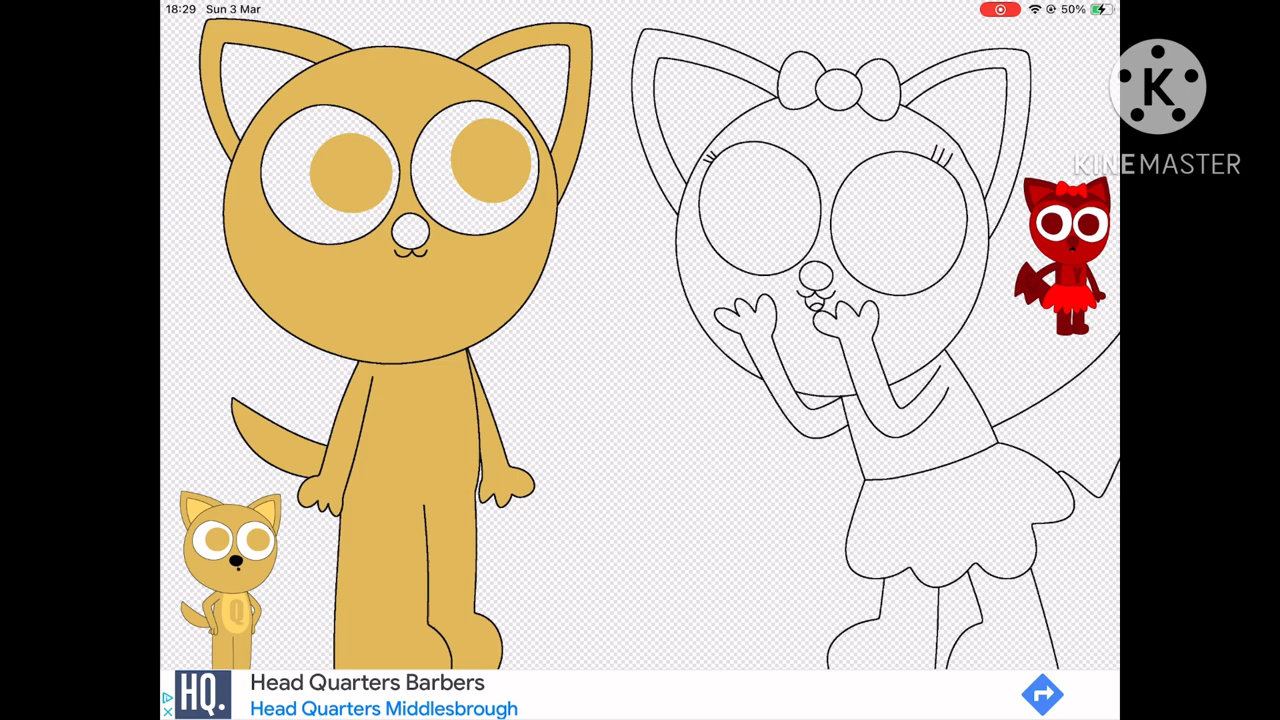 18:29 Sun 3 Mar
50%
K
KINEMASTER
Q
HQ.
Head Quarters Barbers
Head Quarters Middlesbrough